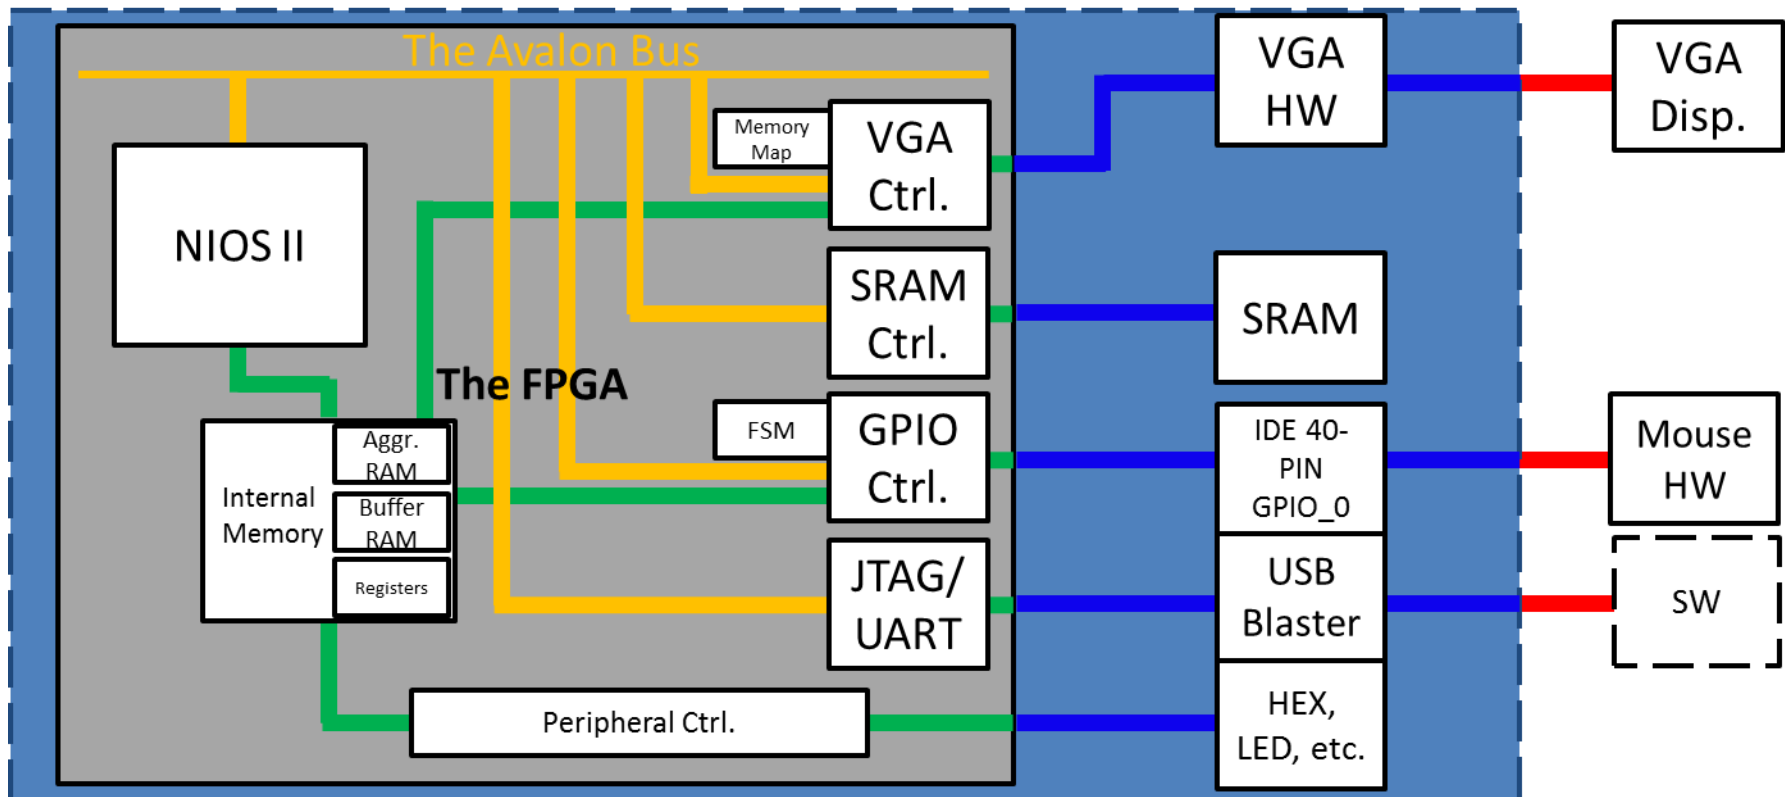 The Avalon Bus
NIOS II
Memory
Map
VGA
Ctrl.
SRAM
Ctrl.
The FPGA
FSM
GPIO
Ctrl.
Internal
Memory
Aggr.
RAM
Buffer
RAM
Registers
JTAG/
UART
Peripheral Ctrl.
VGA
HW
SRAM
IDE 40-
PIN
GPIO_0
USB
Blaster
HEX,
LED, etc.
VGA
Disp.
Mouse
HW
SW